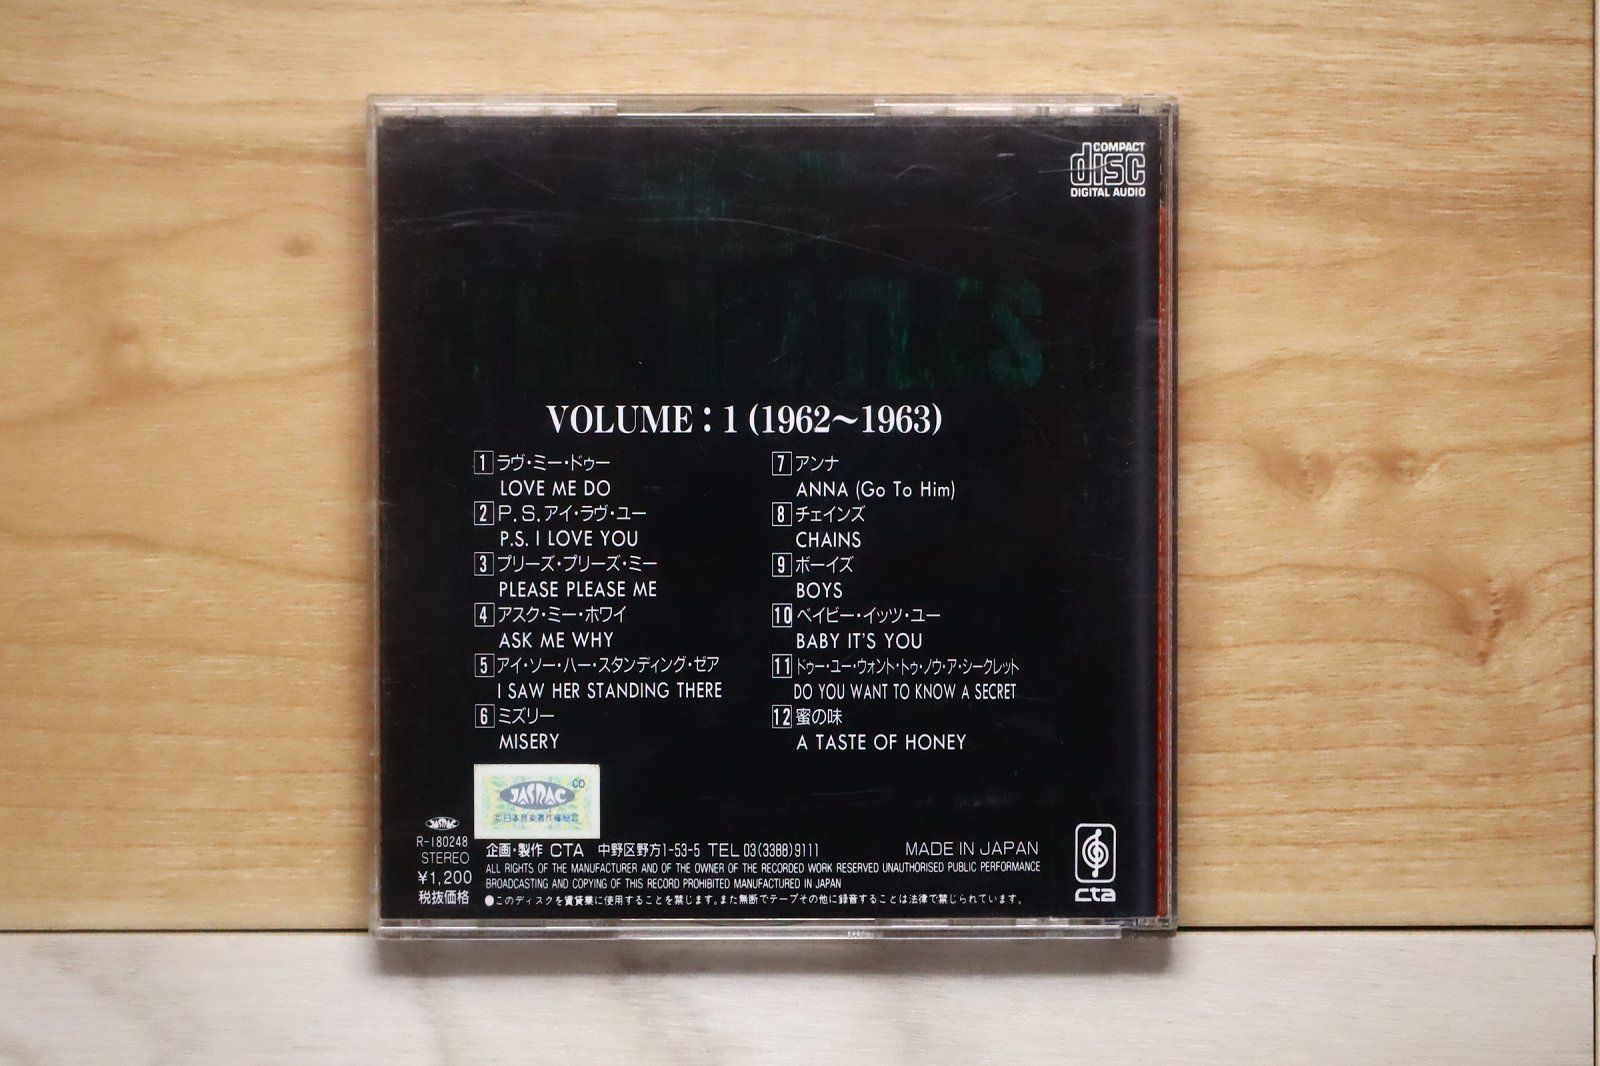 COMPACT
disc
DIGITAL AUDIO
VOLUME：1 (1962〜1963)
1 ラヴ・ミー・ドゥー
LOVE ME DO
2 P.S.アイ・ラヴ・ユー
P.S. I LOVE YOU
3 プリーズ・プリーズ・ミー
PLEASE PLEASE ME
4 アスク・ミー・ホワイ
ASK ME WHY
5 アイ・ソー・ハー・スタンディング・ゼア
I SAW HER STANDING THERE
6 ミズリー
MISERY
7 アンナ
ANNA (Go To Him)
8 チェインズ
CHAINS
9 ボーイズ
BOYS
10 ベイビー・イッツ・ユー
BABY IT'S YOU
11 ドゥー・ユー・ウォント・トゥ・ノウ・ア・シークレット
DO YOU WANT TO KNOW A SECRET
12 蜜の味
A TASTE OF HONEY
CD
JASRAC
日本音楽著作権協会
JASRAC
R-180248
STEREO
¥1,200
税抜価格
企画・製作 CTA 中野区野方1-53-5 TEL 03(3388)9111
MADE IN JAPAN
ALL RIGHTS OF THE MANUFACTURER AND OF THE OWNER OF THE RECORDED WORK RESERVED UNAUTHORISED PUBLIC PERFORMANCE
BROADCASTING AND COPYING OF THIS RECORD PROHIBITED MANUFACTURED IN JAPAN
●このディスクを賃貸業に使用することを禁じます。また無断でテープその他に録音することは法律で禁じられています。
cta